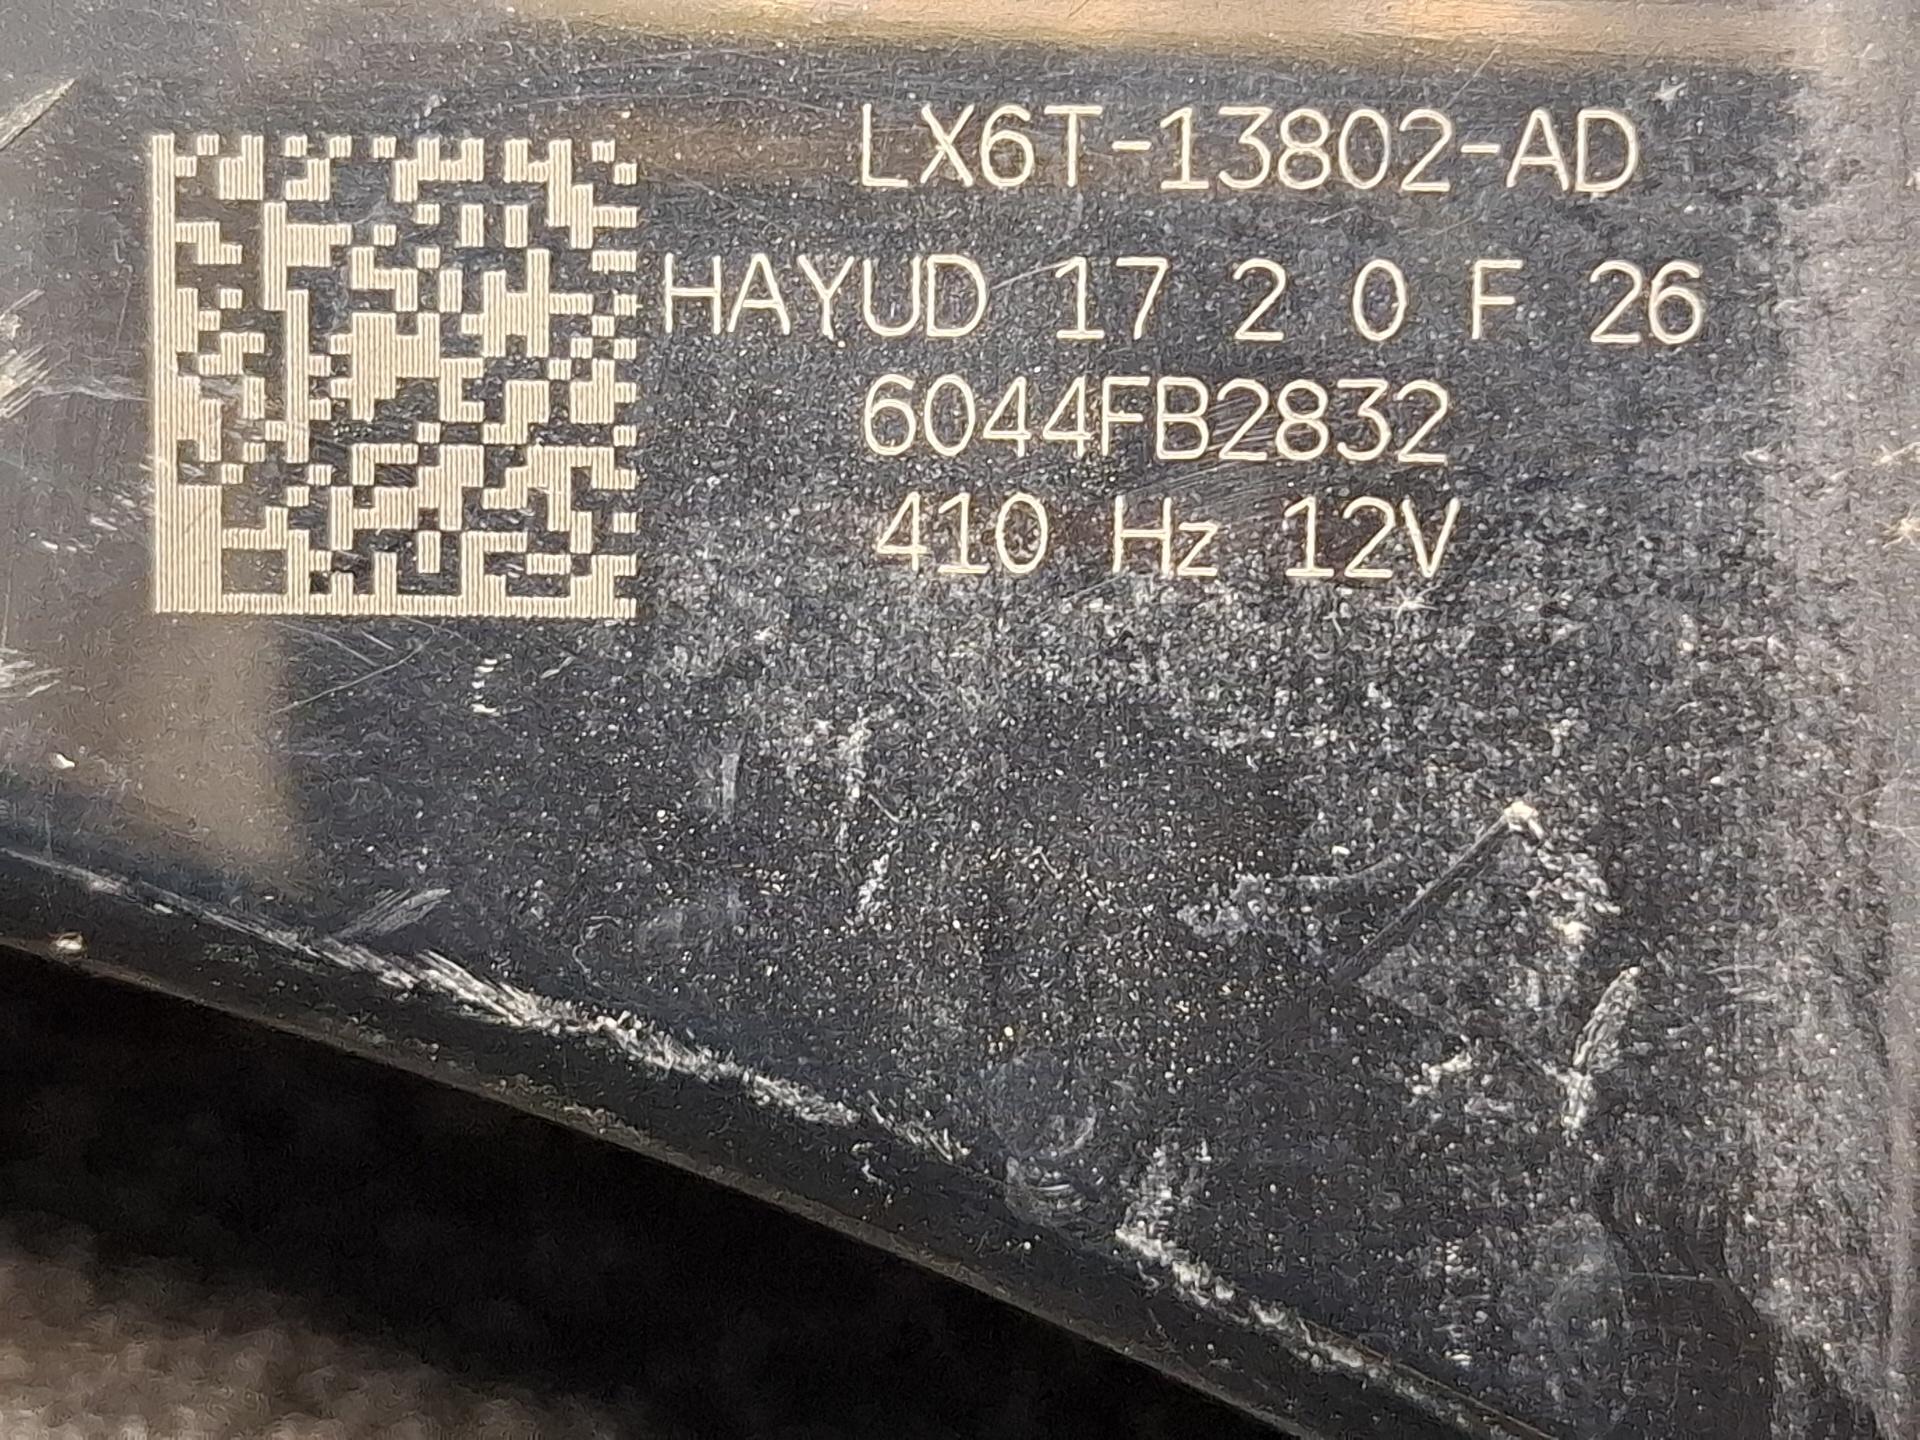 LX6T-13802-AD
HAYUD 17 2 0 F 26
6044FB2832
410 Hz 12V